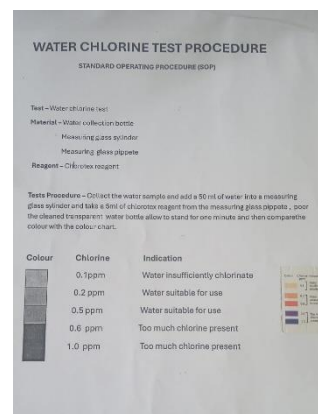 WATER CHLORINE TEST PROCEDURE
STANDARD OPERATING PROCEDURE (SOP)
Test – Water chlorine test
Material – Water collection bottle
Measuring glass sylinder
Measuring glass pippete
Reagent – Chlorotex reagent
Tests Procedure – Collect the water sample and add a 50 ml of water into a measuring
glass sylinder and take a 5ml of chlorotex reagent from the measuring glass pippets , poor
the cleaned transparent water bottle allow to stand for one minute and then comparethe
colour with the colour chart.
Colour Chlorine Indication
0.1ppm Water insufficiently chlorinate
0.2 ppm Water suitable for use
0.5 ppm Water suitable for use
0.6 ppm Too much chlorine present
1.0 ppm Too much chlorine present